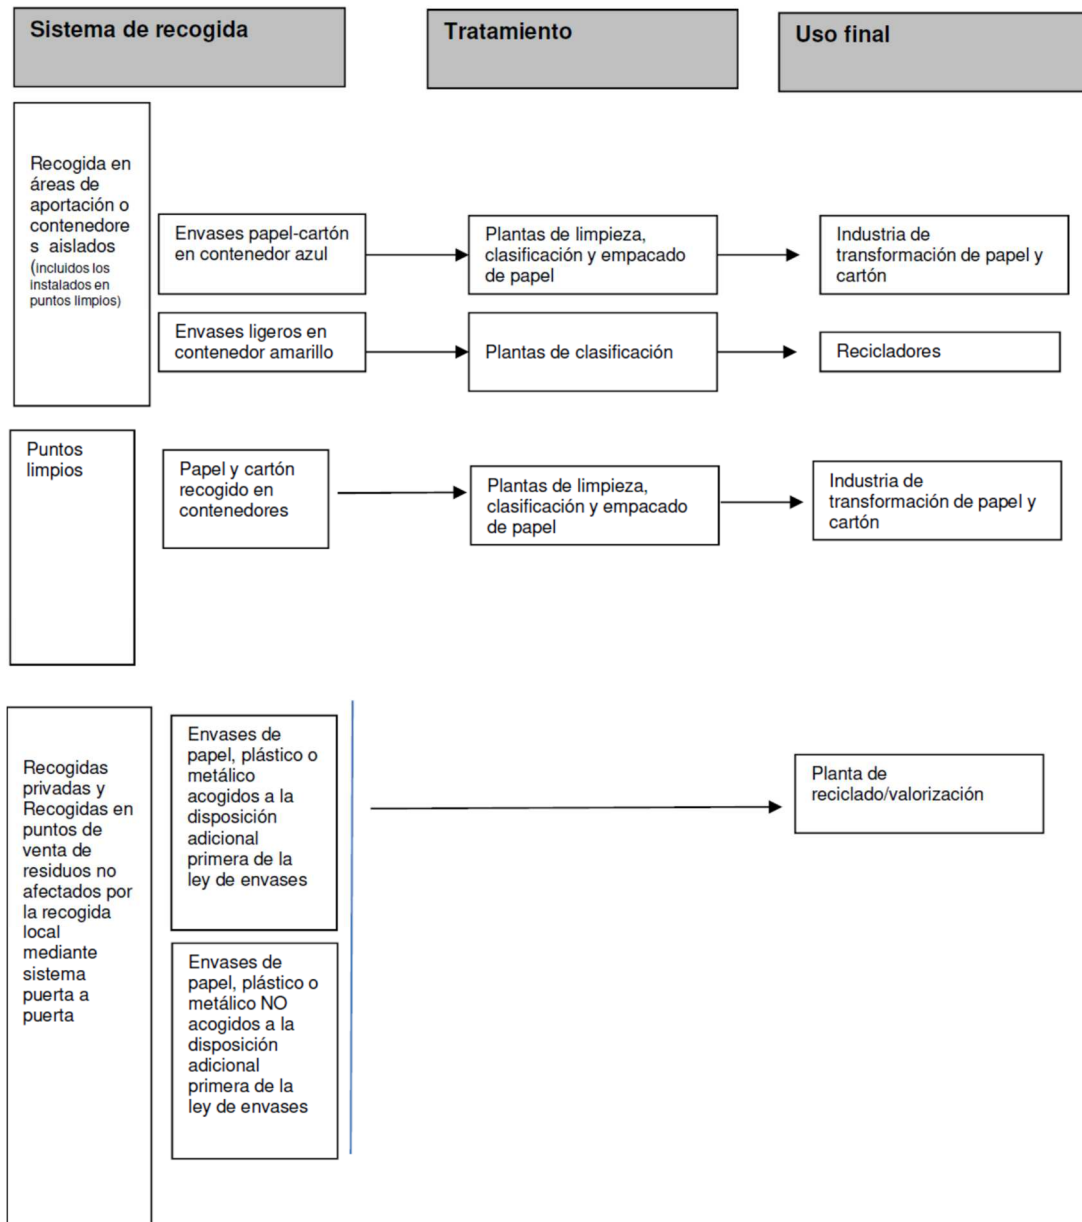 Sistema de recogida
Tratamiento
Uso final
Recogida en
áreas de
aportación o
contenedore
s aislados
(incluidos los
instalados en
puntos limpios)
Envases papel-cartón
en contenedor azul
Plantas de limpieza,
clasificación y empacado
de papel
Industria de
transformación de papel y
cartón
Envases ligeros en
contenedor amarillo
Plantas de clasificación
Recicladores
Puntos
limpios
Papel y cartón
recogido en
contenedores
Plantas de limpieza,
clasificación y empacado
de papel
Industria de
transformación de papel y
cartón
Recogidas
privadas y
Recogidas en
puntos de
venta de
residuos no
afectados por
la recogida
local
mediante
sistema
puerta a
puerta
Envases de
papel, plástico o
metálico
acogidos a la
disposición
adicional
primera de la
ley de envases
Planta de
reciclado/valorización
Envases de
papel, plástico o
metálico NO
acogidos a la
disposición
adicional
primera de la
ley de envases